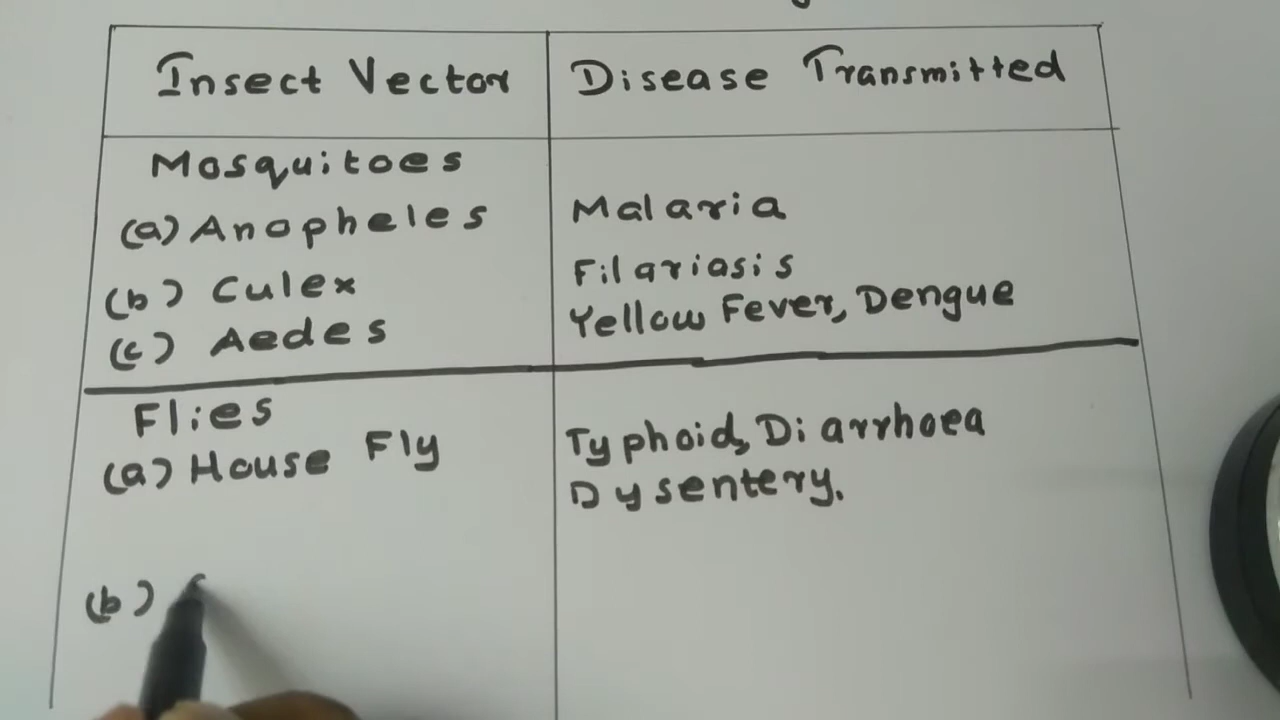 Insect Vector Disease Transmitted
Mosquitoes
(a) Anopheles Malaria
(b) Culex Filariasis
(c) Aedes Yellow Fever, Dengue
Flies
(a) House Fly Typhoid, Diarrhoea
Dysentery.
(b)